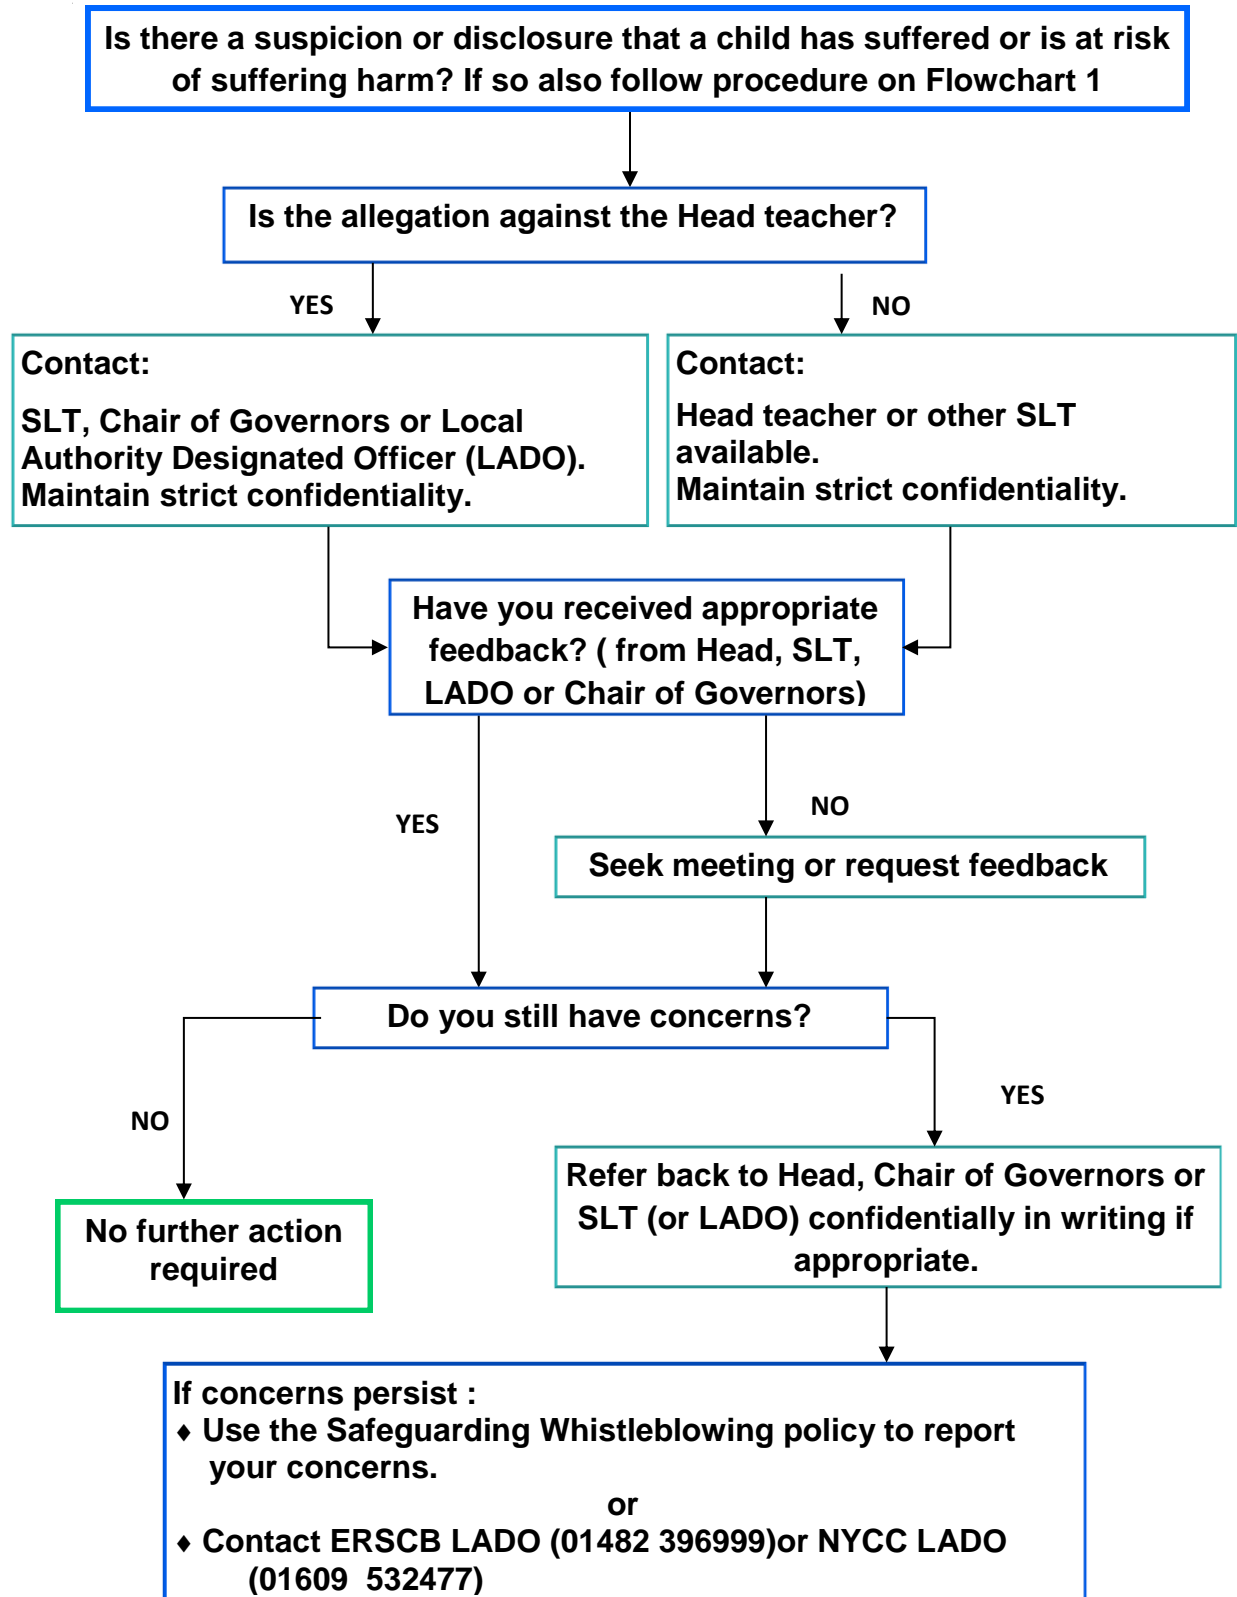 Is there a suspicion or disclosure that a child has suffered or is at risk
of suffering harm? If so also follow procedure on Flowchart 1
Is the allegation against the Head teacher?
YES
NO
Contact:
SLT, Chair of Governors or Local
Authority Designated Officer (LADO).
Maintain strict confidentiality.
Contact:
Head teacher or other SLT
available.
Maintain strict confidentiality.
Have you received appropriate
feedback? ( from Head, SLT,
LADO or Chair of Governors)
YES
NO
Seek meeting or request feedback
Do you still have concerns?
NO
YES
No further action
required
Refer back to Head, Chair of Governors or
SLT (or LADO) confidentially in writing if
appropriate.
If concerns persist :
♦ Use the Safeguarding Whistleblowing policy to report
your concerns.
or
♦ Contact ERSCB LADO (01482 396999)or NYCC LADO
(01609  532477)